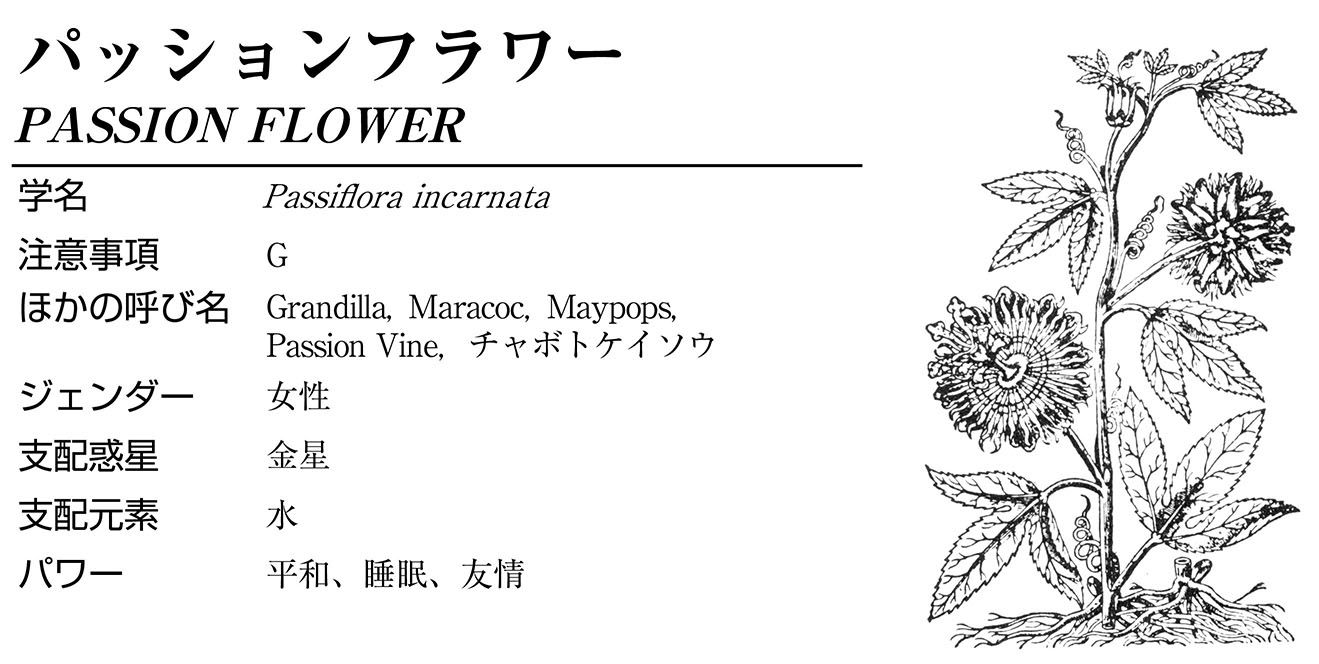 パッションフラワー
PASSION FLOWER
学名 Passiflora incarnata
注意事項 G
ほかの呼び名 Grandilla, Maracoc, Maypops,
Passion Vine, チャボトケイソウ
ジェンダー 女性
支配惑星 金星
支配元素 水
パワー 平和、睡眠、友情